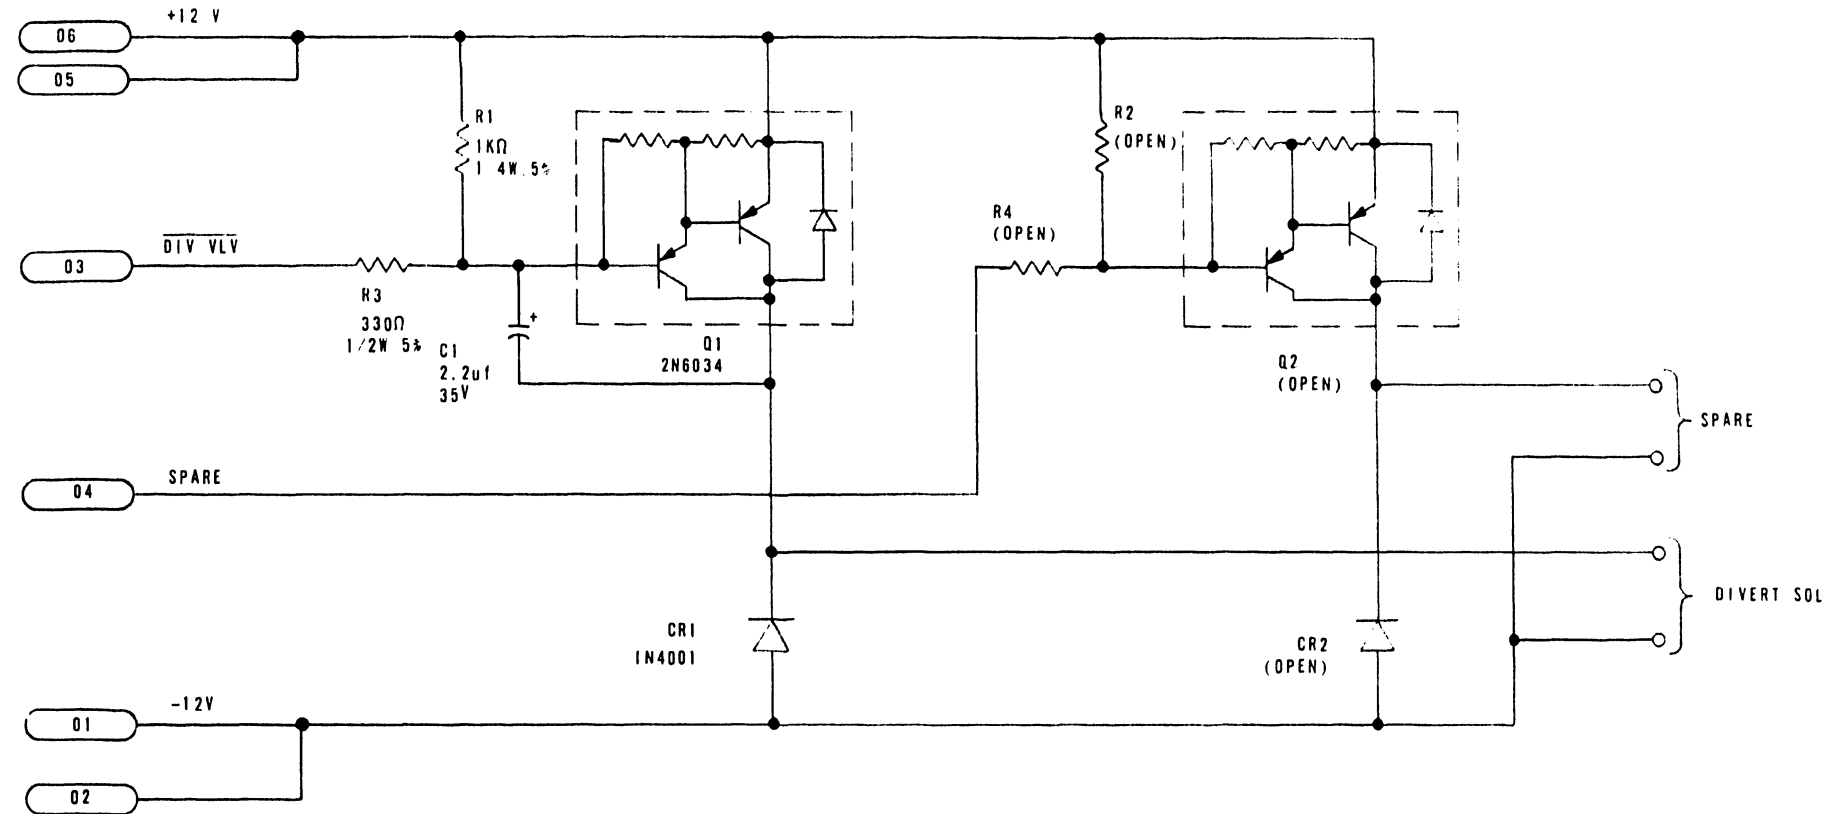 +12 V
06
05
R1
1KΩ
1 4W.5%
R2
(OPEN)
R4
(OPEN)
DIV VLV
03
R3
330Ω
1/2W 5%
C1
2.2uf
35V
+
Q1
2N6034
Q2
(OPEN)
SPARE
04
SPARE
DIVERT SOL
CR1
1N4001
CR2
(OPEN)
-12V
01
02